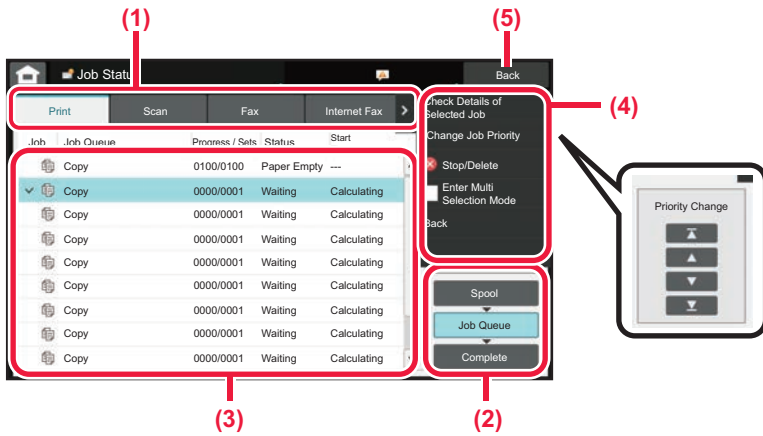 (1)
(5)
Job Status
Back
(4)
Print
Scan
Fax
Internet Fax
Check Details of
Selected Job
Change Job Priority
Stop/Delete
Enter Multi
Selection Mode
Back
Job
Job Queue
Progress / Sets
Status
Start
Copy 0100/0100 Paper Empty ---
Copy 0000/0001 Waiting Calculating
Copy 0000/0001 Waiting Calculating
Copy 0000/0001 Waiting Calculating
Copy 0000/0001 Waiting Calculating
Copy 0000/0001 Waiting Calculating
Copy 0000/0001 Waiting Calculating
Copy 0000/0001 Waiting Calculating
Copy 0000/0001 Waiting Calculating
Priority Change
Spool
Job Queue
Complete
(3)
(2)